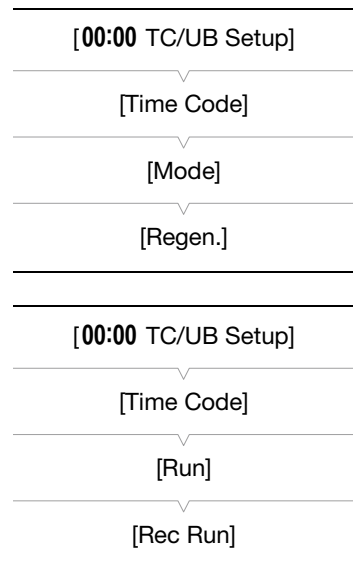 [00:00 TC/UB Setup]
[Time Code]
[Mode]
[Regen.]
[00:00 TC/UB Setup]
[Time Code]
[Run]
[Rec Run]